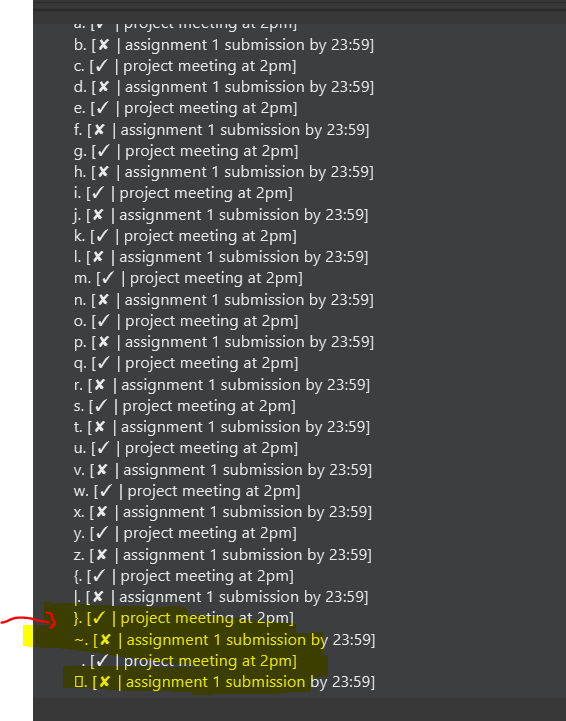 a. [✓ | project meeting at 2pm]
b. [✘ | assignment 1 submission by 23:59]
c. [✓ | project meeting at 2pm]
d. [✘ | assignment 1 submission by 23:59]
e. [✓ | project meeting at 2pm]
f. [✘ | assignment 1 submission by 23:59]
g. [✓ | project meeting at 2pm]
h. [✘ | assignment 1 submission by 23:59]
i. [✓ | project meeting at 2pm]
j. [✘ | assignment 1 submission by 23:59]
k. [✓ | project meeting at 2pm]
l. [✘ | assignment 1 submission by 23:59]
m. [✓ | project meeting at 2pm]
n. [✘ | assignment 1 submission by 23:59]
o. [✓ | project meeting at 2pm]
p. [✘ | assignment 1 submission by 23:59]
q. [✓ | project meeting at 2pm]
r. [✘ | assignment 1 submission by 23:59]
s. [✓ | project meeting at 2pm]
t. [✘ | assignment 1 submission by 23:59]
u. [✓ | project meeting at 2pm]
v. [✘ | assignment 1 submission by 23:59]
w. [✓ | project meeting at 2pm]
x. [✘ | assignment 1 submission by 23:59]
y. [✓ | project meeting at 2pm]
z. [✘ | assignment 1 submission by 23:59]
{. [✓ | project meeting at 2pm]
|. [✘ | assignment 1 submission by 23:59]
}. [✓ | project meeting at 2pm]
~. [✘ | assignment 1 submission by 23:59]
. [✓ | project meeting at 2pm]
▯. [✘ | assignment 1 submission by 23:59]